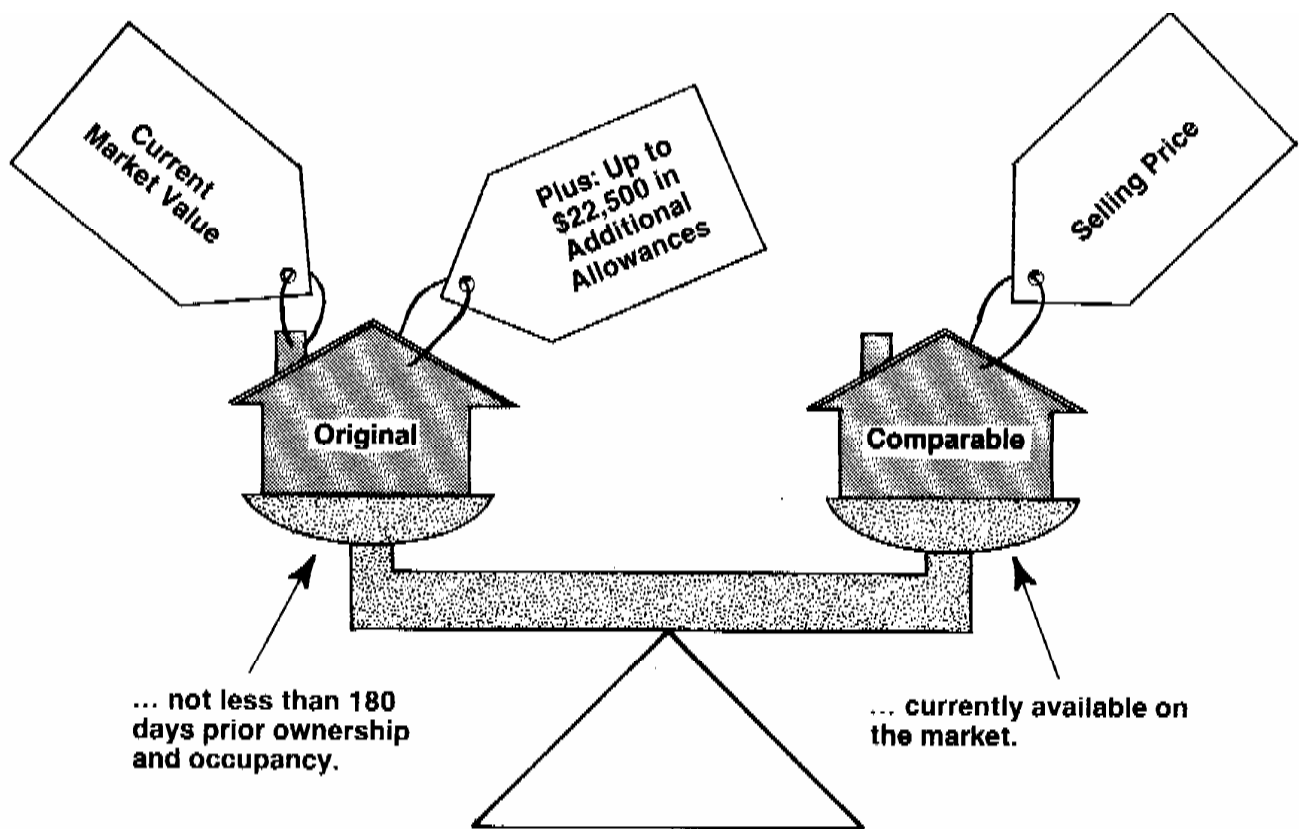 Current
Market Value
Plus: Up to
$22,500 in
Additional
Allowances
Selling Price
Original
Comparable
... not less than 180
days prior ownership
and occupancy.
... currently available on
the market.